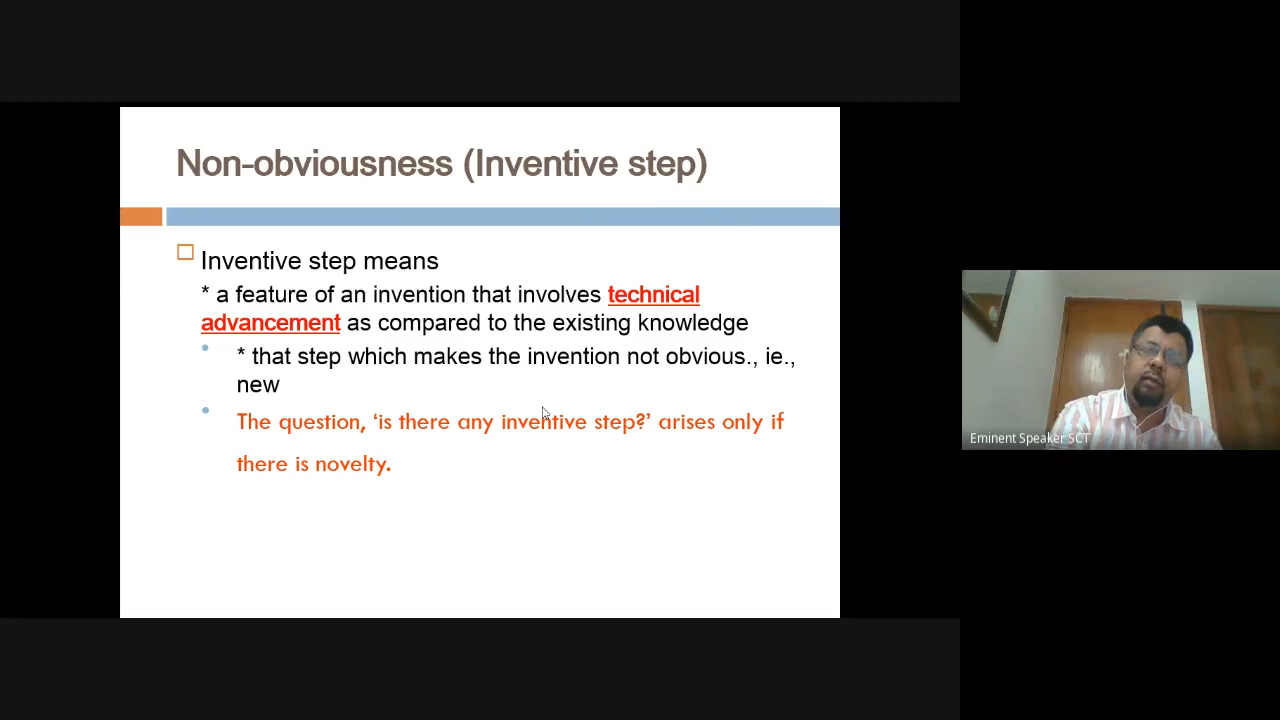 Non-obviousness (Inventive step)
Inventive step means
* a feature of an invention that involves technical
advancement as compared to the existing knowledge
* that step which makes the invention not obvious., ie.,
new
The question, ‘is there any inventive step?’ arises only if
there is novelty.
Eminent Speaker SCT